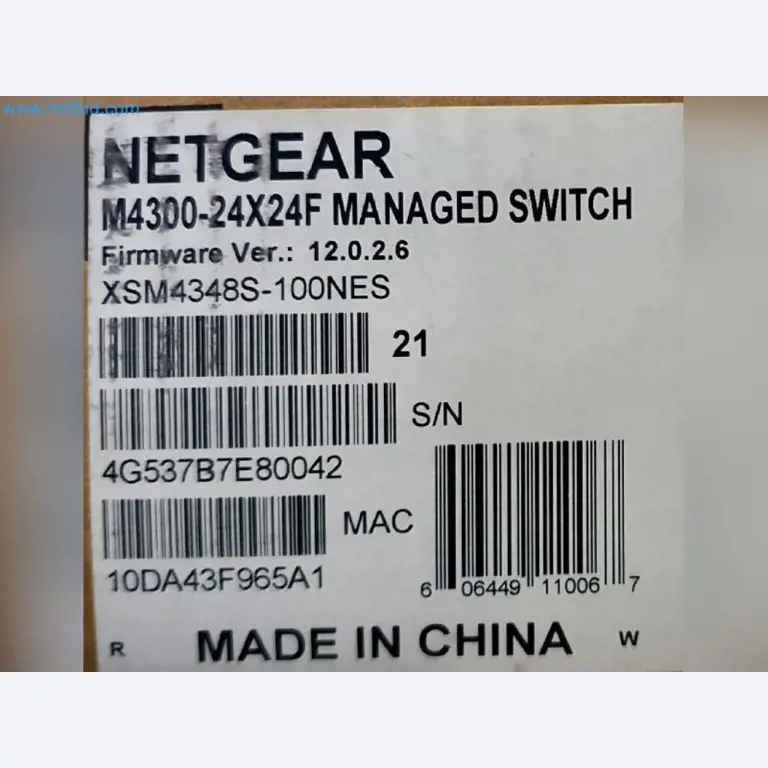 NETGEAR
M4300-24X24F MANAGED SWITCH
Firmware Ver.: 12.0.2.6
XSM4348S-100NES
21
S/N
4G537B7E80042
MAC
10DA43F965A1
6 06449 11006 7
R MADE IN CHINA W